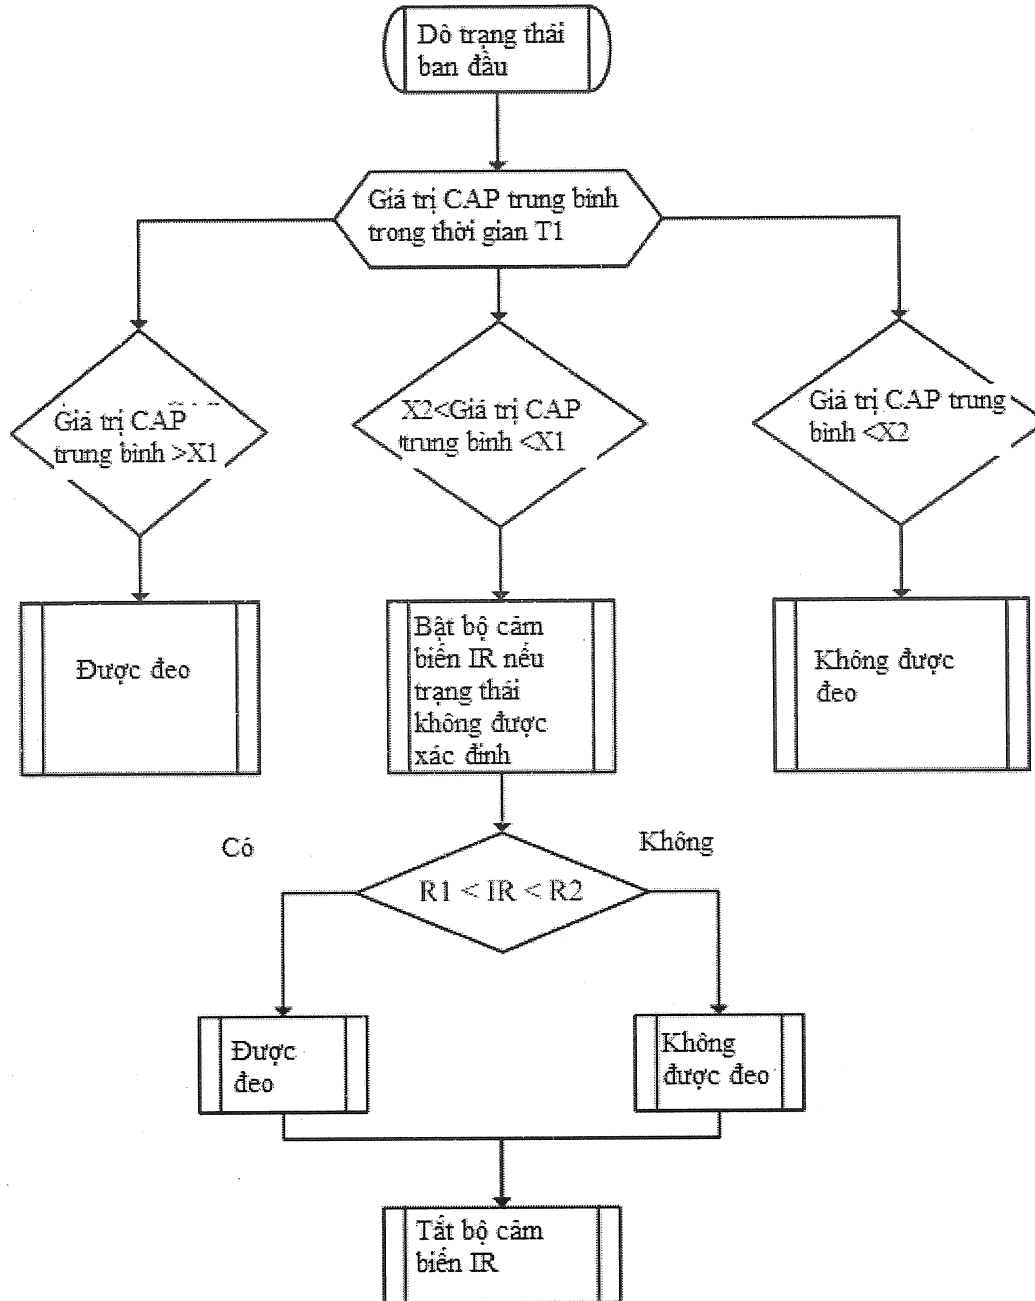 Dò trạng thái
ban đầu
Giá trị CAP trung bình
trong thời gian T1
Giá trị CAP
trung bình >X1
X2<Giá trị CAP
trung bình <X1
Giá trị CAP trung
bình <X2
Được đeo
Bật bộ cảm
biến IR nếu
trạng thái
không được
xác định
Không được
đeo
Có
Không
R1 < IR < R2
Được
đeo
Không
được đeo
Tắt bộ cảm
biến IR